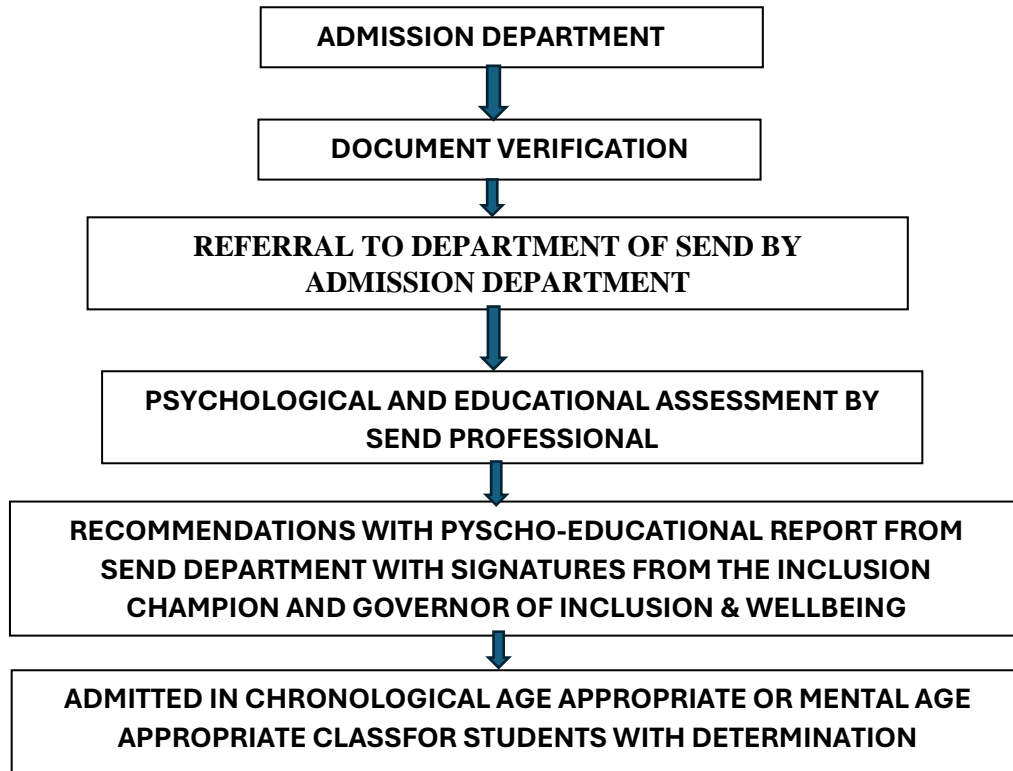 ADMISSION DEPARTMENT
DOCUMENT VERIFICATION
REFERRAL TO DEPARTMENT OF SEND BY
ADMISSION DEPARTMENT
PSYCHOLOGICAL AND EDUCATIONAL ASSESSMENT BY
SEND PROFESSIONAL
RECOMMENDATIONS WITH PYSCHO-EDUCATIONAL REPORT FROM
SEND DEPARTMENT WITH SIGNATURES FROM THE INCLUSION
CHAMPION AND GOVERNOR OF INCLUSION & WELLBEING
ADMITTED IN CHRONOLOGICAL AGE APPROPRIATE OR MENTAL AGE
APPROPRIATE CLASSFOR STUDENTS WITH DETERMINATION